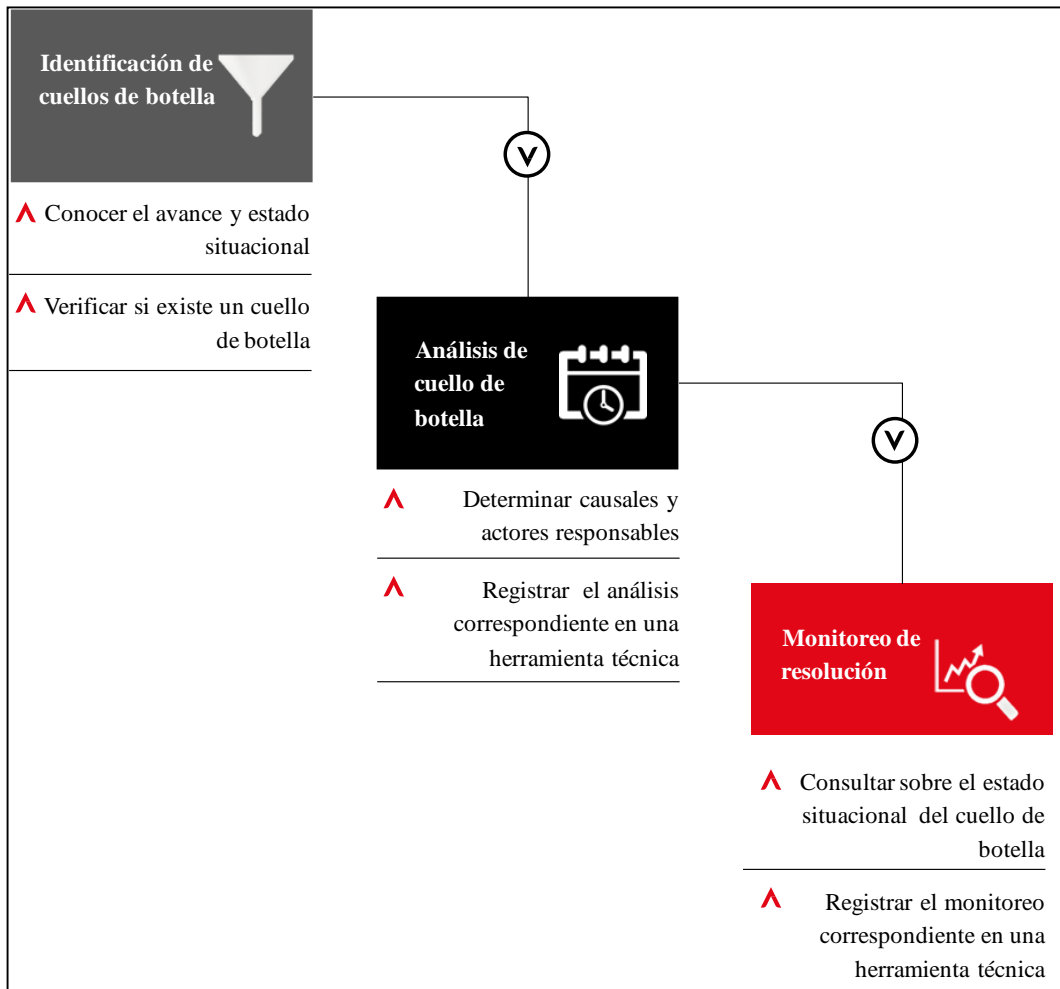 Identificación de
cuellos de botella
Conocer el avance y estado
situacional
Verificar si existe un cuello
de botella
Análisis de
cuello de
botella
Determinar causales y
actores responsables
Registrar el análisis
correspondiente en una
herramienta técnica
Monitoreo de
resolución
Consultar sobre el estado
situacional del cuello de
botella
Registrar el monitoreo
correspondiente en una
herramienta técnica